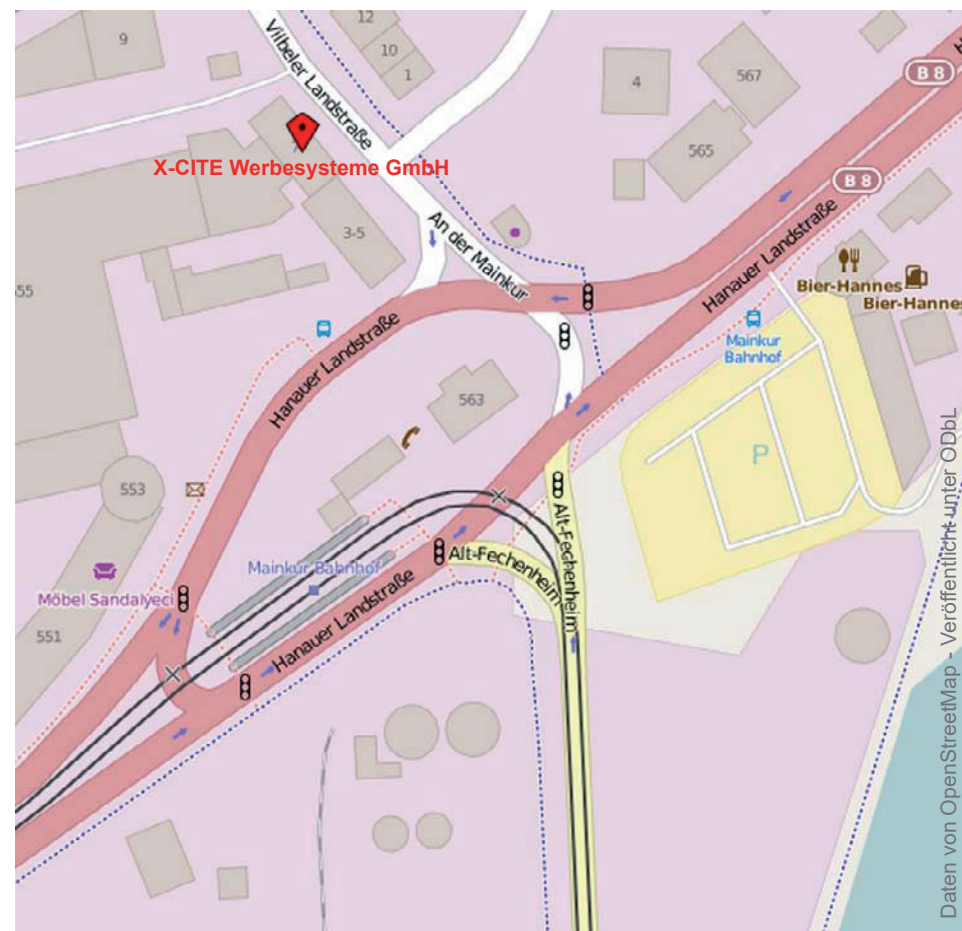 12
9
10
1
Vilbeler Landstraße
4
567
B 8
565
X-CITE Werbesysteme GmbH
B 8
3-5
An der Mainkur
Hanauer Landstraße
Bier-Hannes
Bier-Hannes
55
Mainkur
Bahnhof
Hanauer Landstraße
563
P
553
Alt-Fechenheim
Alt-Fechenheim
Mainkur Bahnhof
Möbel Sandalyeci
Hanauer Landstraße
551
Daten von OpenStreetMap - Veröffentlicht unter ODbL